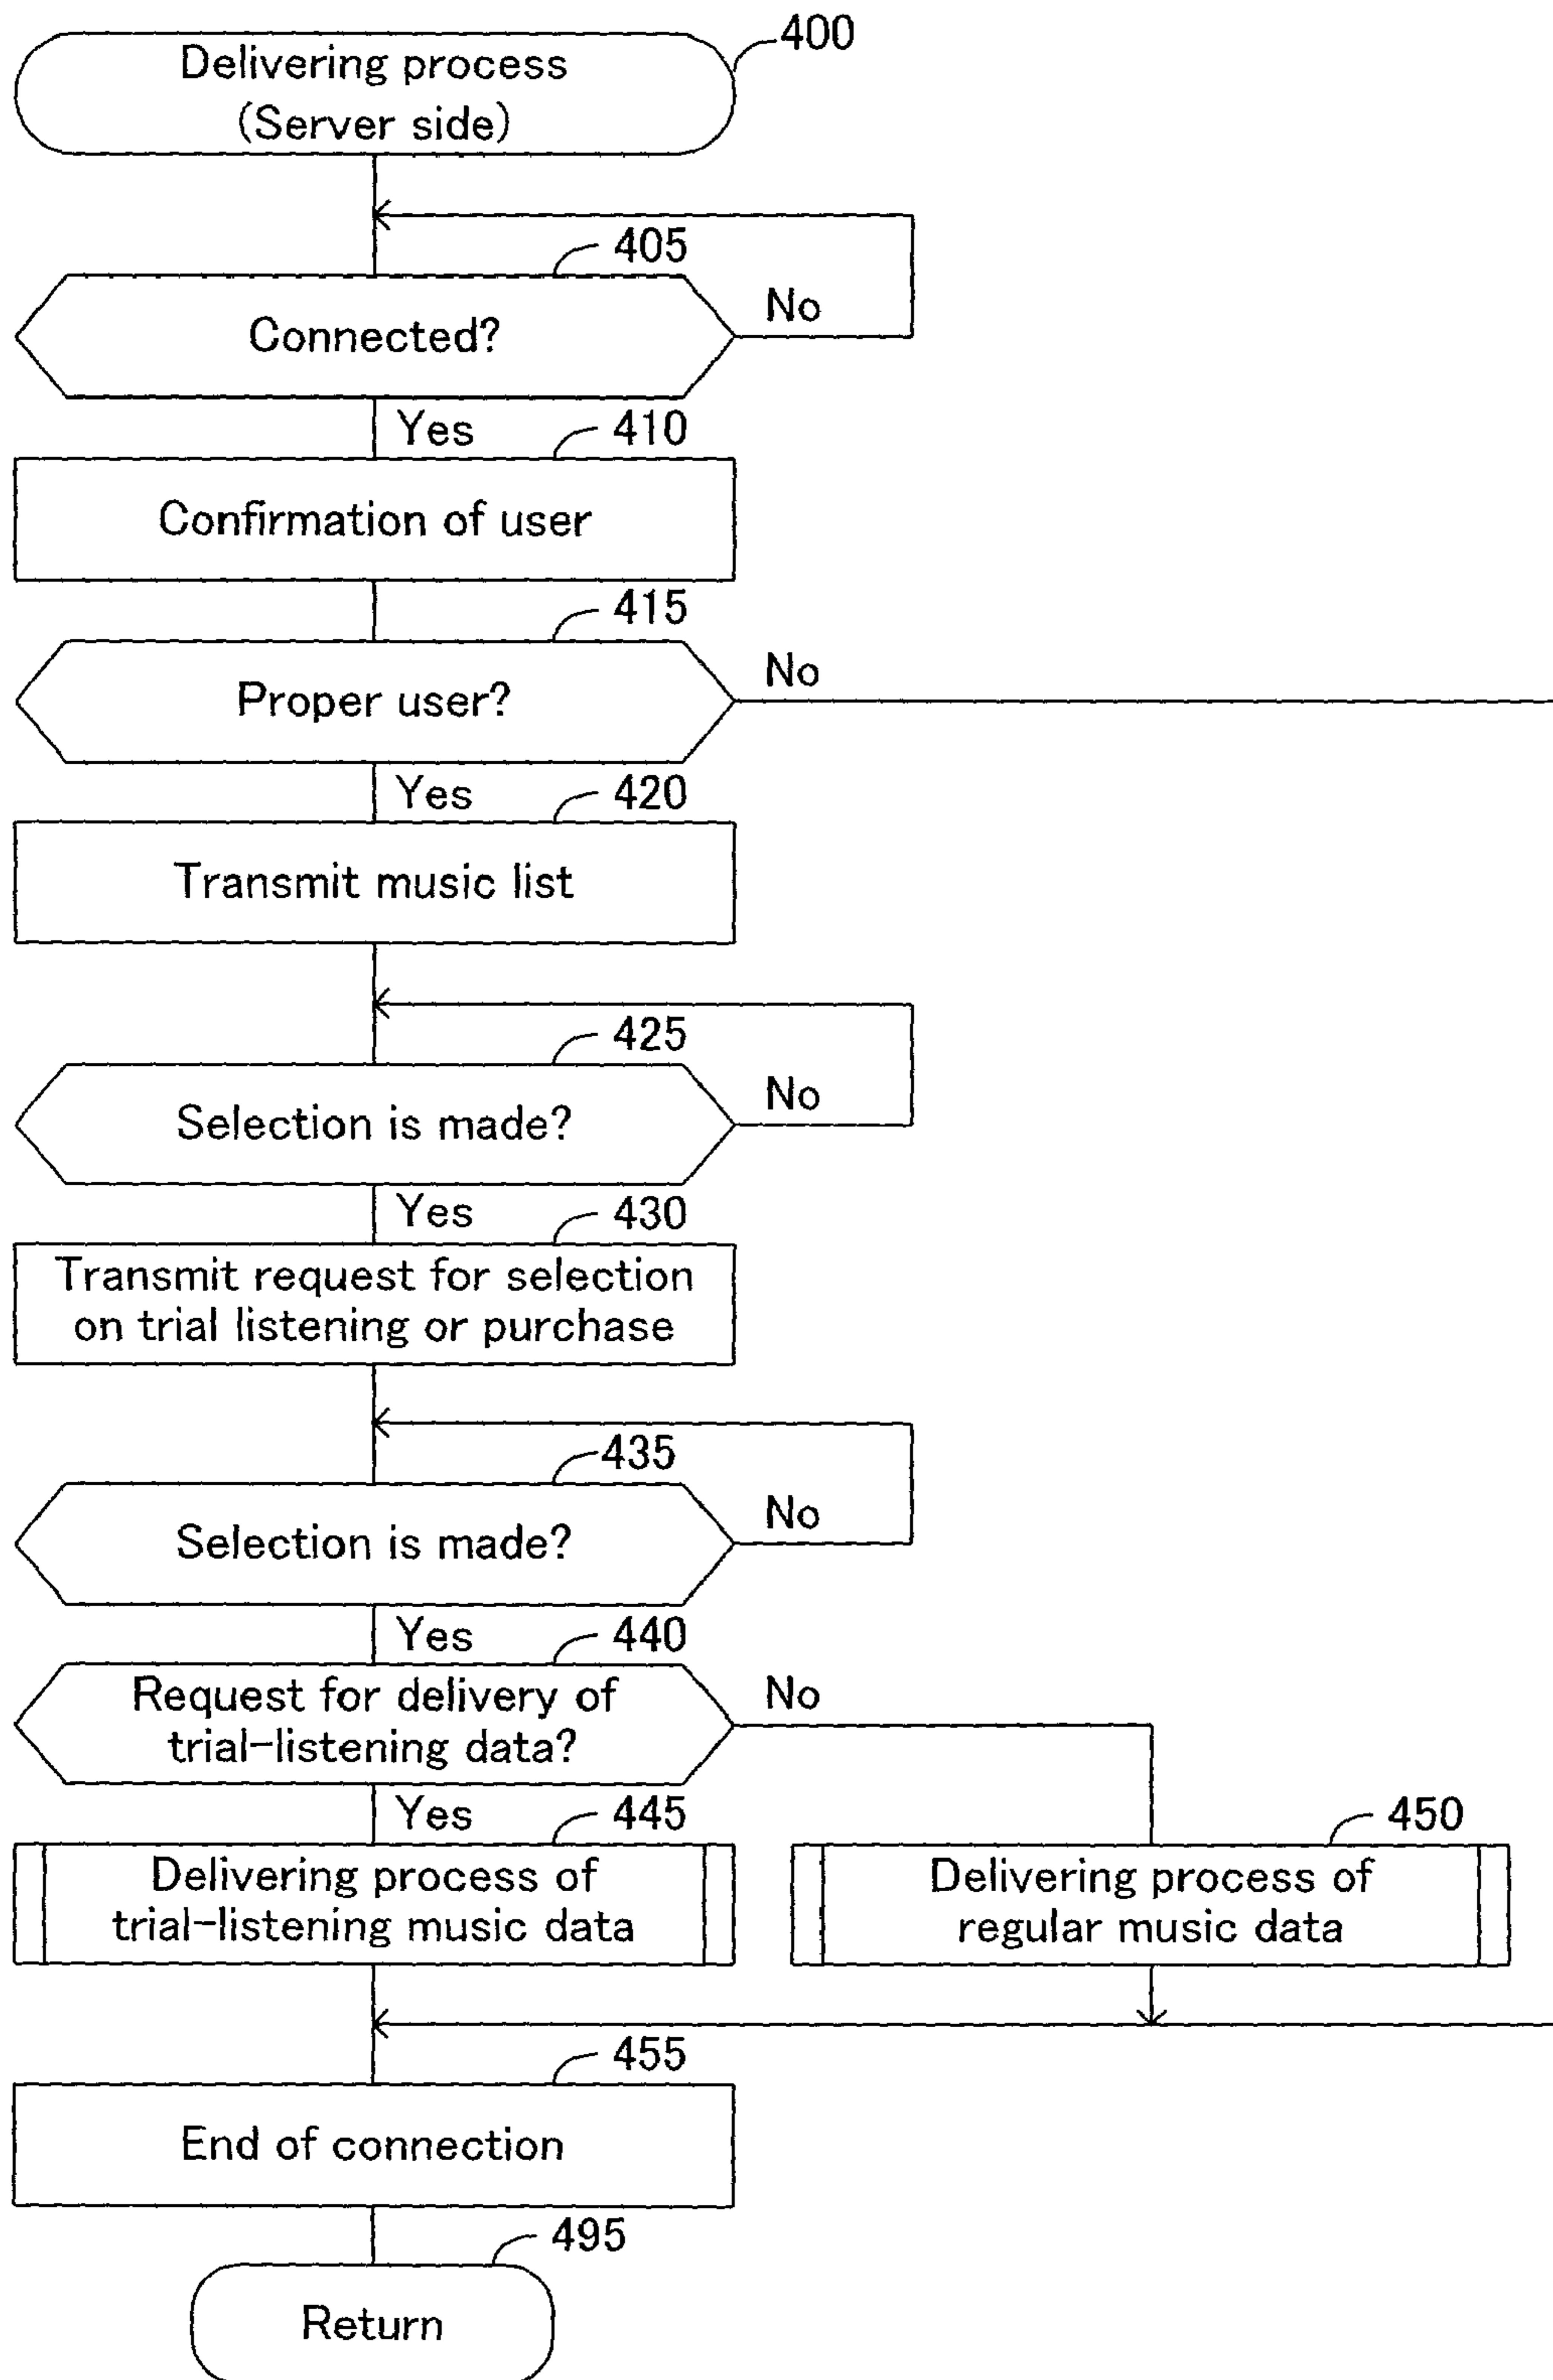 Delivering process
(Server side)
400
405
Connected?
No
Yes
410
Confirmation of user
415
Proper user?
No
Yes
420
Transmit music list
425
Selection is made?
No
Yes
430
Transmit request for selection
on trial listening or purchase
435
Selection is made?
No
Yes
440
Request for delivery of
trial-listening data?
No
Yes
445
Delivering process of
trial-listening music data
450
Delivering process of
regular music data
455
End of connection
495
Return